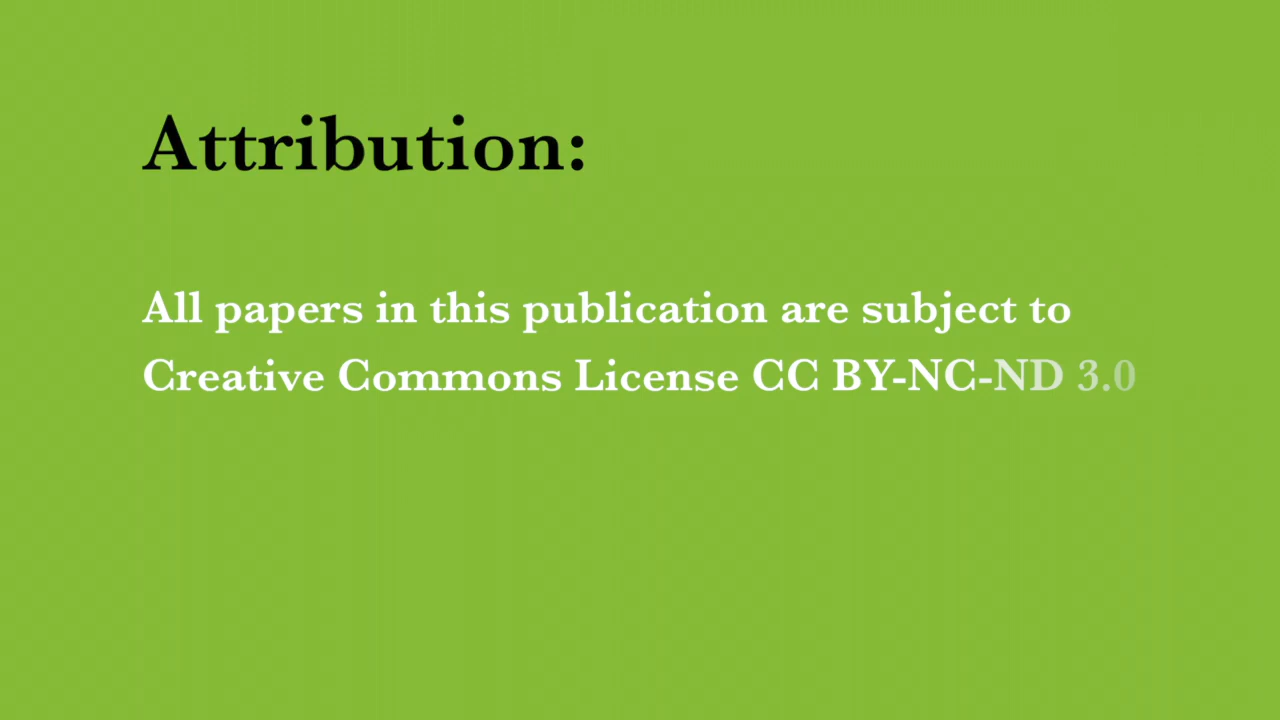 Attribution:
All papers in this publication are subject to
Creative Commons License CC BY-NC-ND 3.0